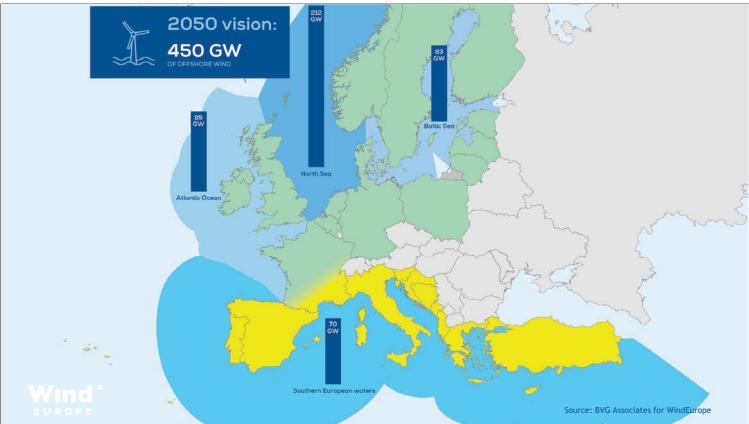 2050 vision:
450 GW
OF OFFSHORE WIND
212
GW
83
GW
85
GW
Baltic Sea
North Sea
Atlantic Ocean
70
GW
Southern European waters
Wind
EUROPE
Source: BVG Associates for WindEurope